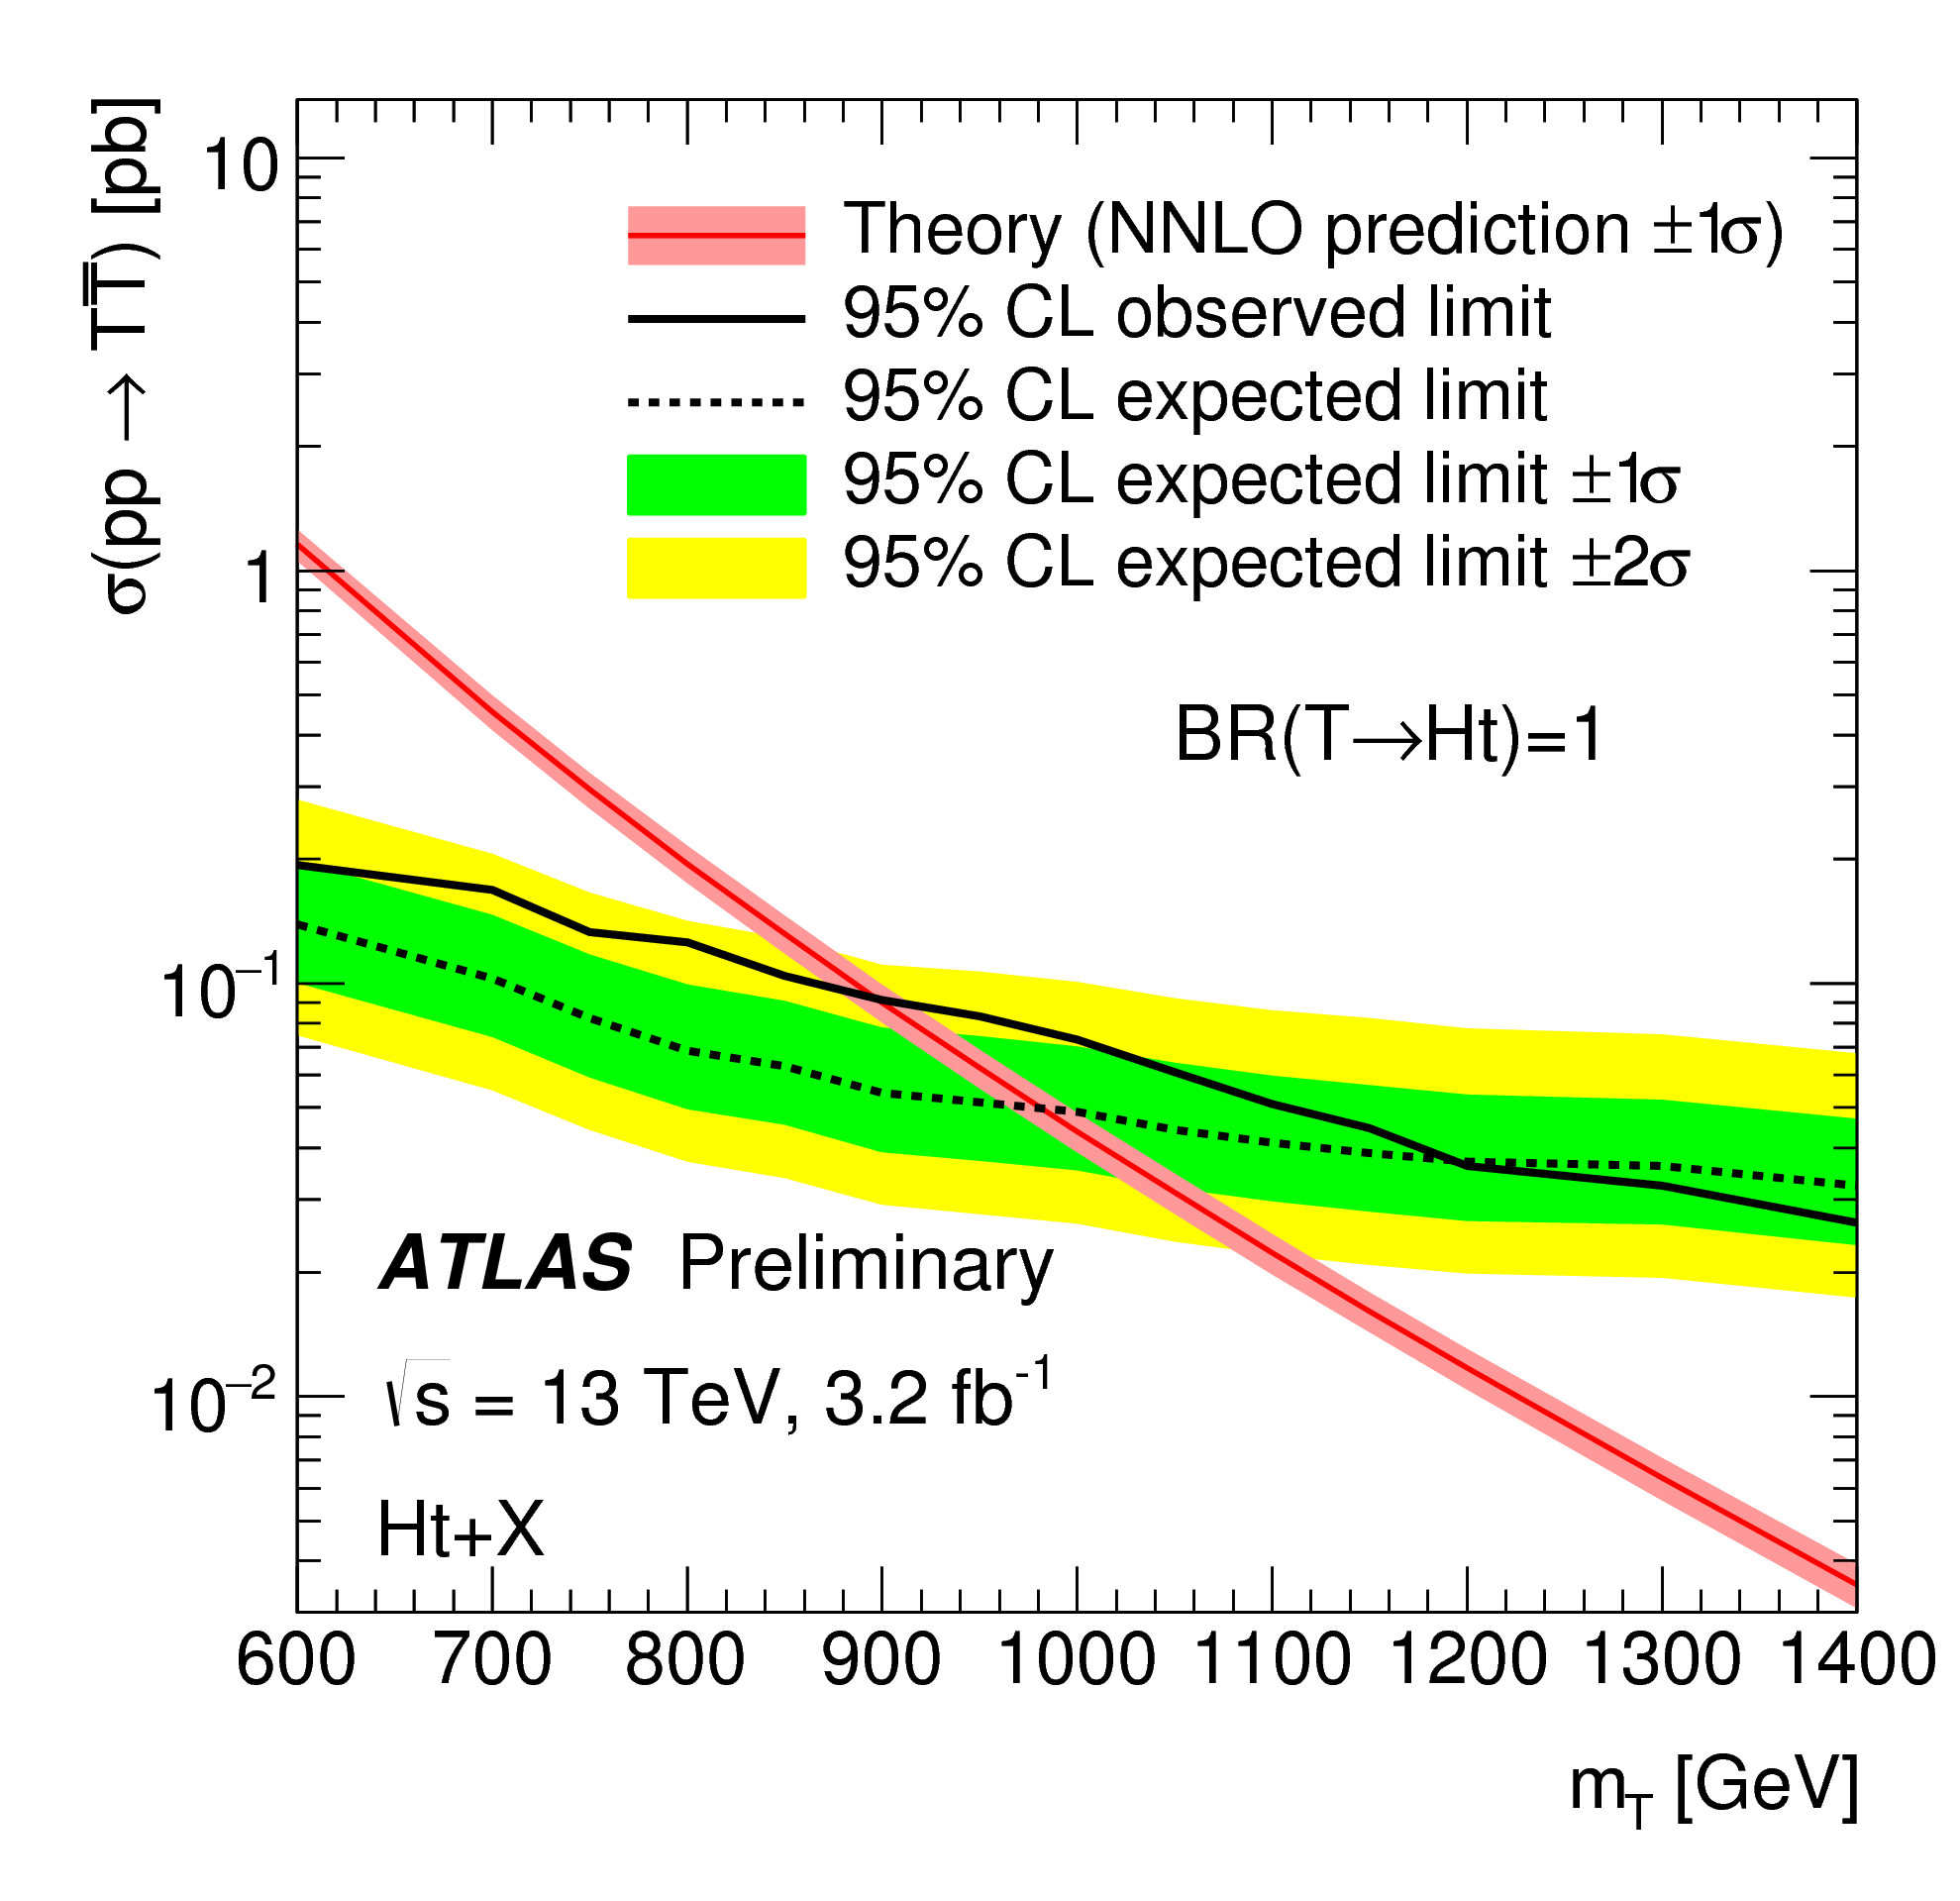 σ(pp → TT̅) [pb]
10
1
10⁻¹
10⁻²
Theory (NNLO prediction ±1σ)
95% CL observed limit
95% CL expected limit
95% CL expected limit ±1σ
95% CL expected limit ±2σ
BR(T→Ht)=1
ATLAS Preliminary
√s = 13 TeV, 3.2 fb⁻¹
Ht+X
600 700 800 900 1000 1100 1200 1300 1400
m_T [GeV]